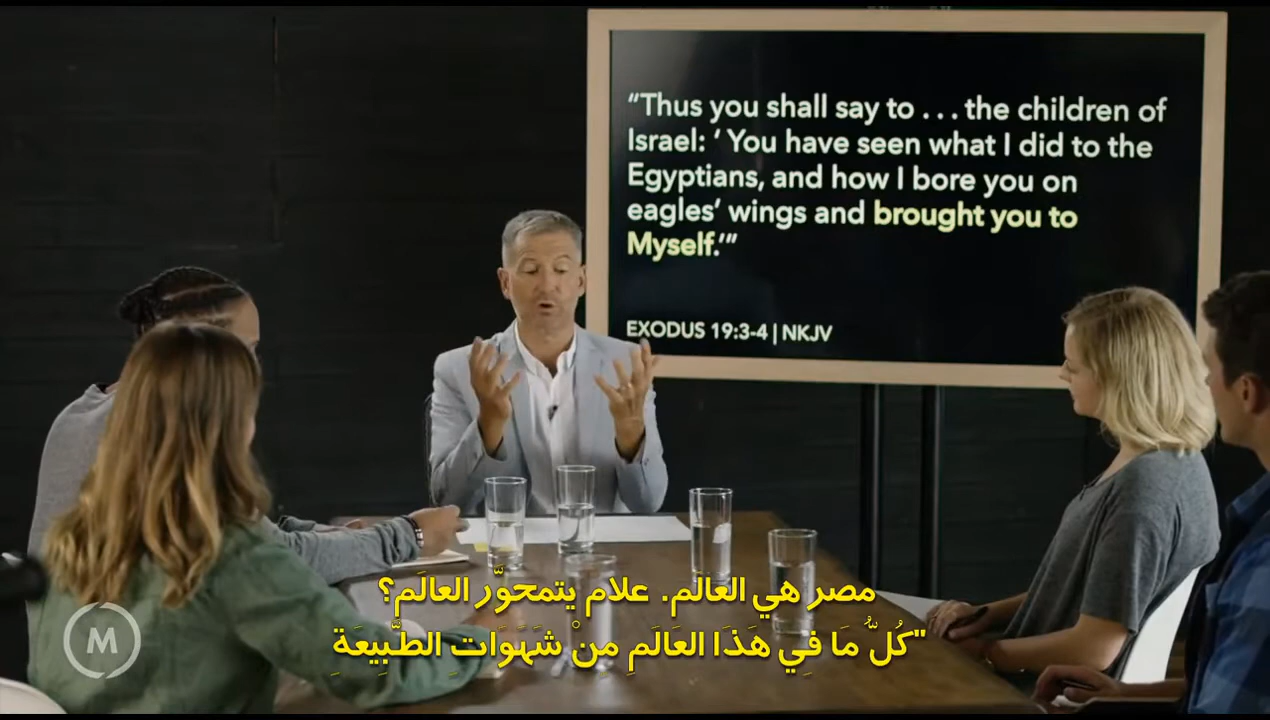 “Thus you shall say to . . . the children of
Israel: ‘ You have seen what I did to the
Egyptians, and how I bore you on
eagles’ wings and brought you to
Myself.’”
EXODUS 19:3-4 | NKJV
مصر هي العالَم. علام يتمحوَّر العالَم؟
"كُلُّ مَا فِي هَذَا العَالَمِ مِنْ شَهَوَاتِ الطَّبِيعَةِ
M